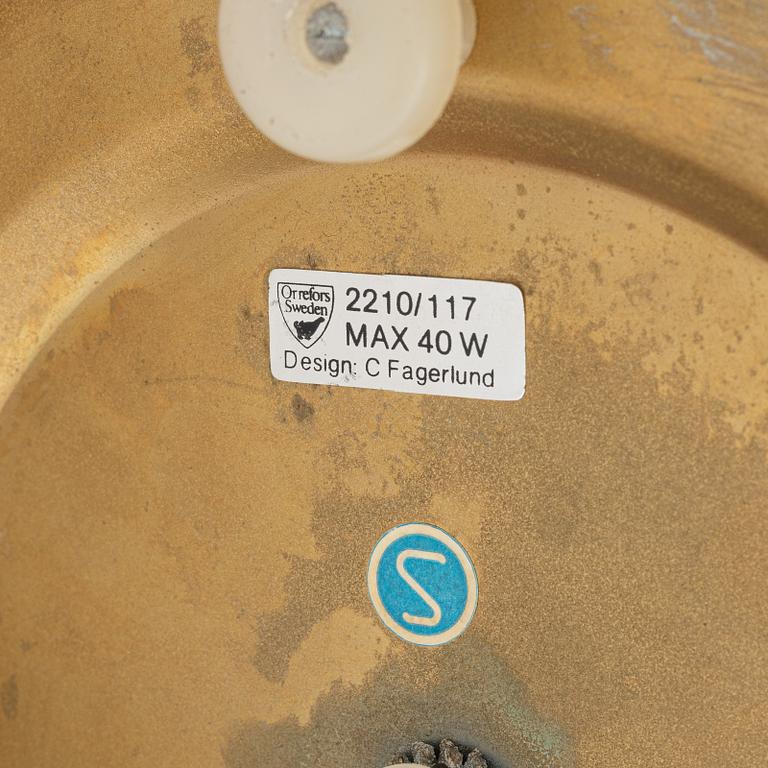 Orrefors
Sweden
2210/117
MAX 40 W
Design: C Fagerlund
S